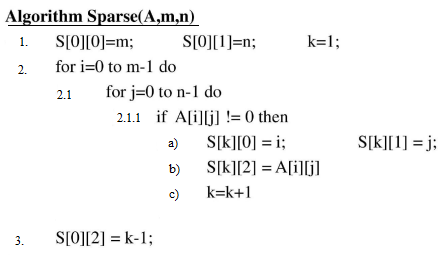 Algorithm Sparse(A,m,n)
1. S[0][0]=m; S[0][1]=n; k=1;
2. for i=0 to m-1 do
2.1 for j=0 to n-1 do
2.1.1 if A[i][j] != 0 then
a) S[k][0] = i; S[k][1] = j;
b) S[k][2] = A[i][j]
c) k=k+1
3. S[0][2] = k-1;